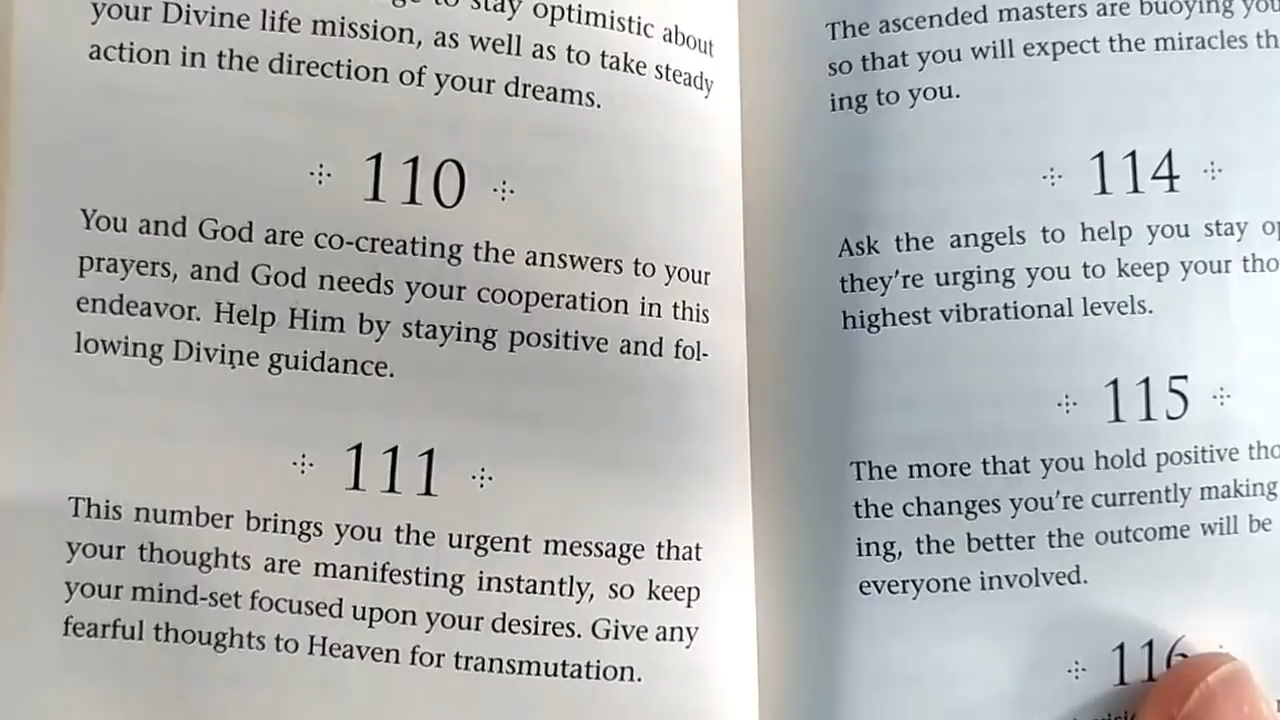 to stay optimistic about
your Divine life mission, as well as to take steady
action in the direction of your dreams.
110
You and God are co-creating the answers to your
prayers, and God needs your cooperation in this
endeavor. Help Him by staying positive and fol-
lowing Divine guidance.
111
This number brings you the urgent message that
your thoughts are manifesting instantly, so keep
your mind-set focused upon your desires. Give any
fearful thoughts to Heaven for transmutation.
The ascended masters are buoying you
so that you will expect the miracles
ing to you.
114
Ask the angels to help you stay
they're urging you to keep your
highest vibrational levels.
115
The more that you hold positive
the changes you're currently making
ing, the better the outcome will be
everyone involved.
116